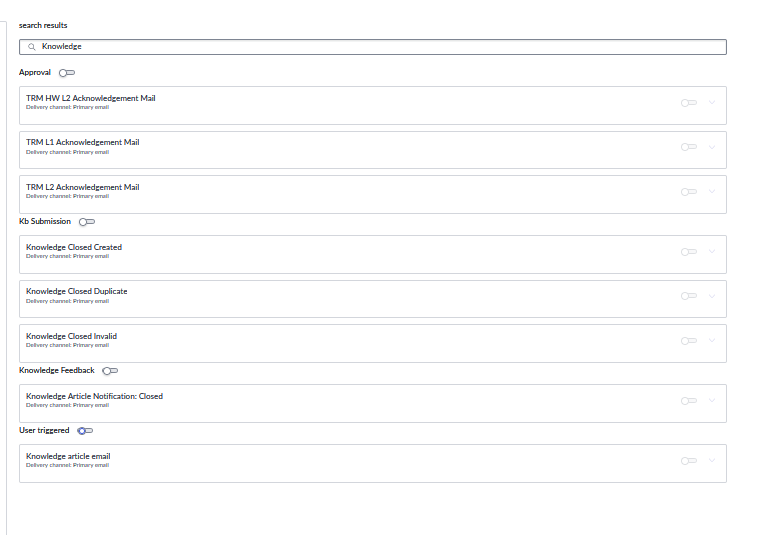 search results
Knowledge
Approval
TRM HW L2 Acknowledgement Mail
Delivery channel: Primary email
TRM L1 Acknowledgement Mail
Delivery channel: Primary email
TRM L2 Acknowledgement Mail
Delivery channel: Primary email
Kb Submission
Knowledge Closed Created
Delivery channel: Primary email
Knowledge Closed Duplicate
Delivery channel: Primary email
Knowledge Closed Invalid
Delivery channel: Primary email
Knowledge Feedback
Knowledge Article Notification: Closed
Delivery channel: Primary email
User triggered
Knowledge article email
Delivery channel: Primary email